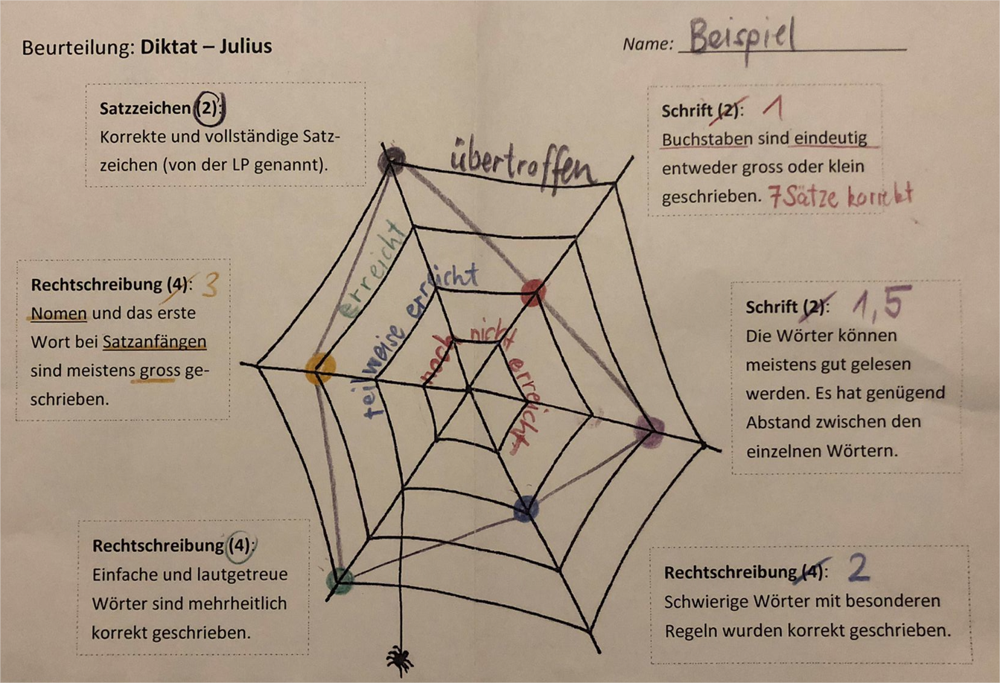 Beurteilung: Diktat – Julius
Name: Beispiel
Satzzeichen (2):
Korrekte und vollständige Satz-
zeichen (von der LP genannt).
Schrift (2): 1
Buchstaben sind eindeutig
entweder gross oder klein
geschrieben. 7 Sätze korrekt
übertroffen
erreicht
teilweise erreicht
noch nicht erreicht
Rechtschreibung (4): 3
Nomen und das erste
Wort bei Satzanfängen
sind meistens gross ge-
schrieben.
Schrift (2): 1,5
Die Wörter können
meistens gut gelesen
werden. Es hat genügend
Abstand zwischen den
einzelnen Wörtern.
Rechtschreibung (4):
Einfache und lautgetreue
Wörter sind mehrheitlich
korrekt geschrieben.
Rechtschreibung (4): 2
Schwierige Wörter mit besonderen
Regeln wurden korrekt geschrieben.